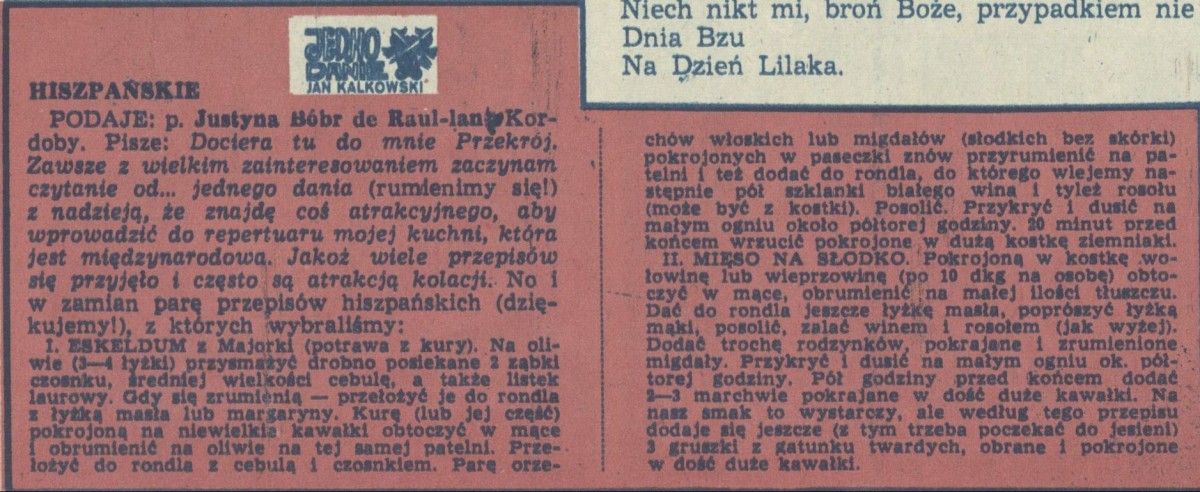 Niech nikt mi, broń Boże, przypadkiem nie
Dnia Bzu
Na Dzień Lilaka.
JEDNO
DANIE
JAN KALKOWSKI
HISZPAŃSKIE
PODAJE: p. Justyna Bóbr de Raul-Ian Kor-
doby. Pisze: Dociera tu do mnie Przekrój.
Zawsze z wielkim zainteresowaniem zaczynam
czytanie od... jednego dania (rumienimy się!)
z nadzieją, że znajdę coś atrakcyjnego, aby
wprowadzić do repertuaru mojej kuchni, która
jest międzynarodowa. Jakoż wiele przepisów
się przyjęło i często są atrakcją kolacji. No i
w zamian parę przepisów hiszpańskich (dzię-
kujemy!), z których wybraliśmy:
I. ESKELDUM z Majorki (potrawa z kury). Na oli-
wie (3—4 łyżki) przysmażyć drobno posiekane 2 ząbki
czosnku, średniej wielkości cebulę, a także listek
laurowy. Gdy się zrumienią — przełożyć je do rondla
z łyżką masła lub margaryny. Kurę (lub jej część)
pokrojoną na niewielkie kawałki obtoczyć w mące
i obrumienić na oliwie na tej samej patelni. Prze-
łożyć do rondla z cebulą i czosnkiem. Parę orze-
chów włoskich lub migdałów (słodkich bez skórki)
pokrojonych w paseczki znów przyrumienić na pa-
telni i też dodać do rondla, do którego wlejemy na-
stępnie pół szklanki białego wina i tyleż rosołu
(może być z kostki). Posolić. Przykryć i dusić na
małym ogniu około półtorej godziny. 20 minut przed
końcem wrzucić pokrojone w dużą kostkę ziemniaki.
II. MIĘSO NA SŁODKO. Pokrojoną w kostkę wo-
łowinę lub wieprzowinę (po 10 dkg na osobę) obto-
czyć w mące, obrumienić na małej ilości tłuszczu.
Dać do rondla jeszcze łyżkę masła, poprószyć łyżką
mąki, posolić, zalać winem i rosołem (jak wyżej).
Dodać trochę rodzynków, pokrajane i zrumienione
migdały. Przykryć i dusić na małym ogniu ok. pół-
torej godziny. Pół godziny przed końcem dodać
2—3 marchwie pokrajane w dość duże kawałki. Na
nasz smak to wystarczy, ale według tego przepisu
dodaje się jeszcze (z tym trzeba poczekać do jesieni)
3 gruszki z gatunku twardych, obrane i pokrojone
w dość duże kawałki.